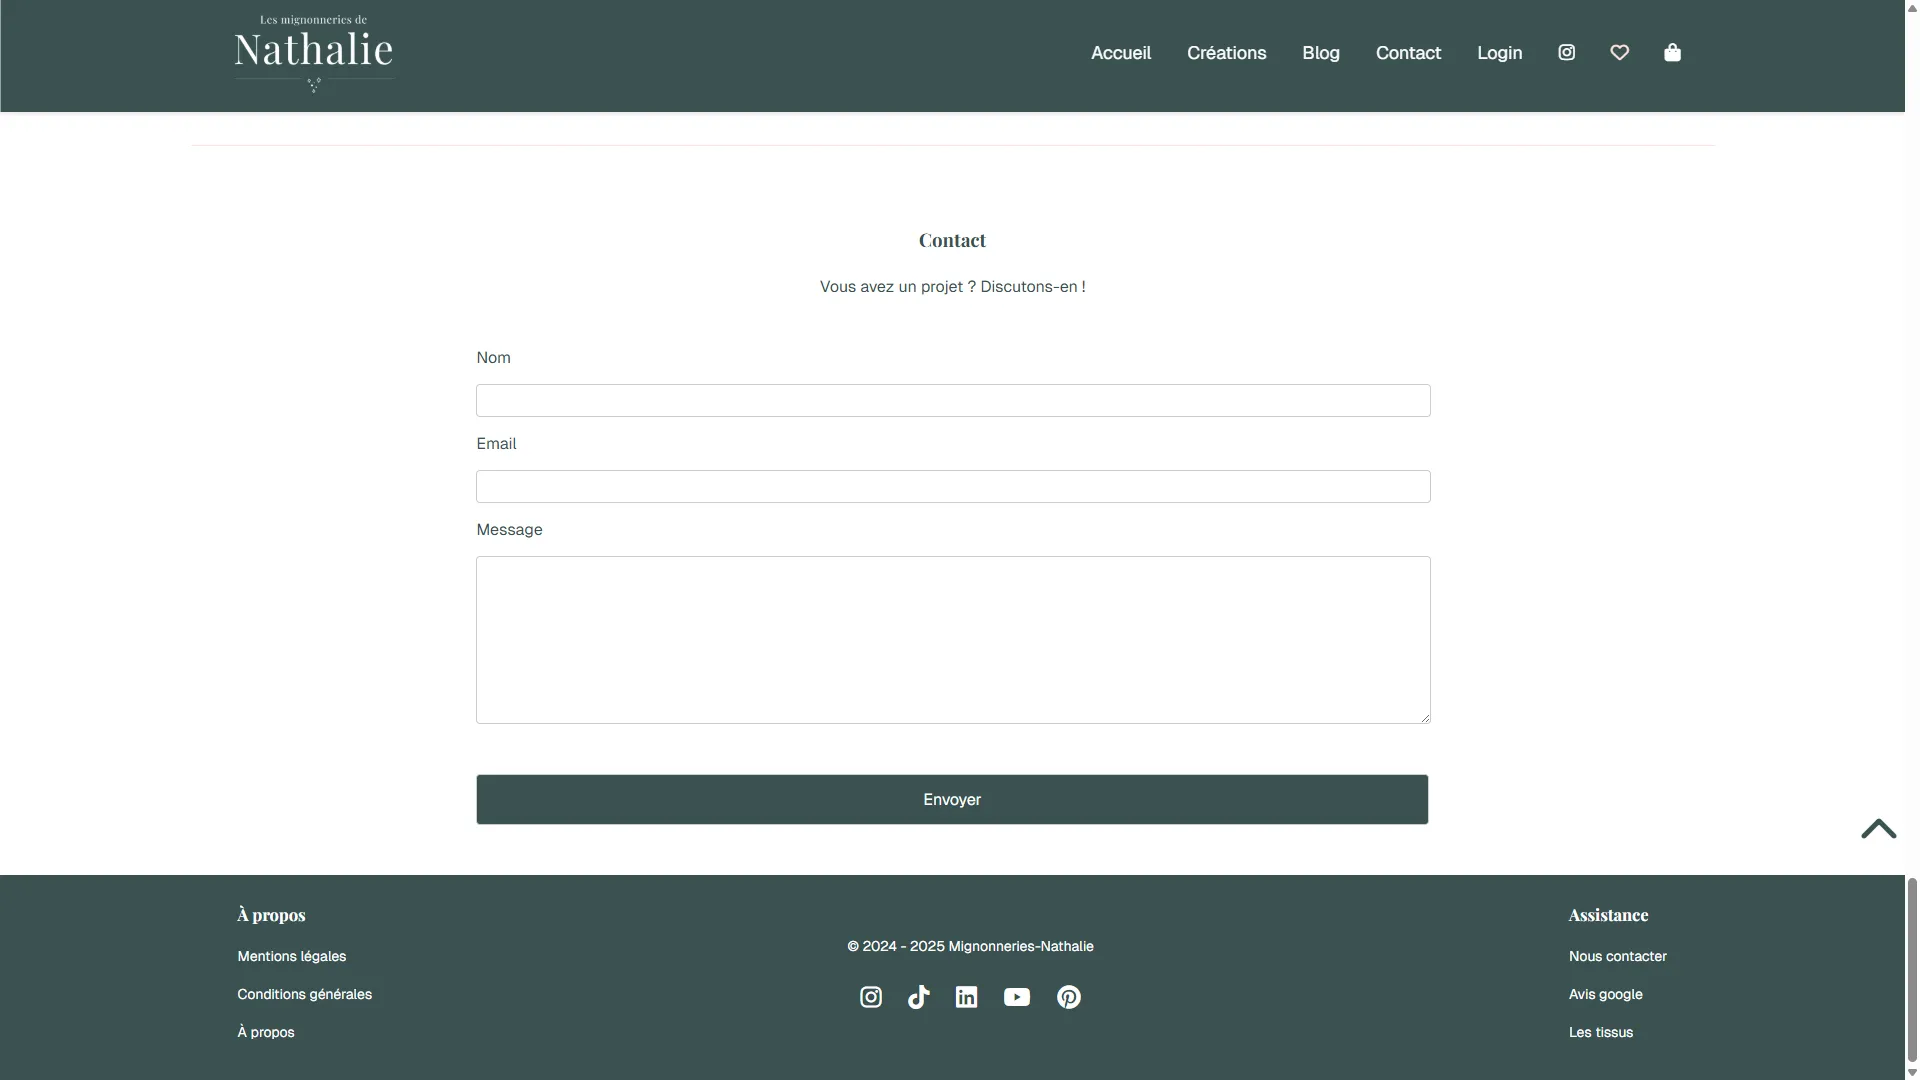 Les mignonneries de
Nathalie
Accueil
Créations
Blog
Contact
Login
Contact
Vous avez un projet ? Discutons-en !
Nom
Email
Message
Envoyer
À propos
Mentions légales
Conditions générales
À propos
© 2024 - 2025 Mignonneries-Nathalie
Assistance
Nous contacter
Avis google
Les tissus